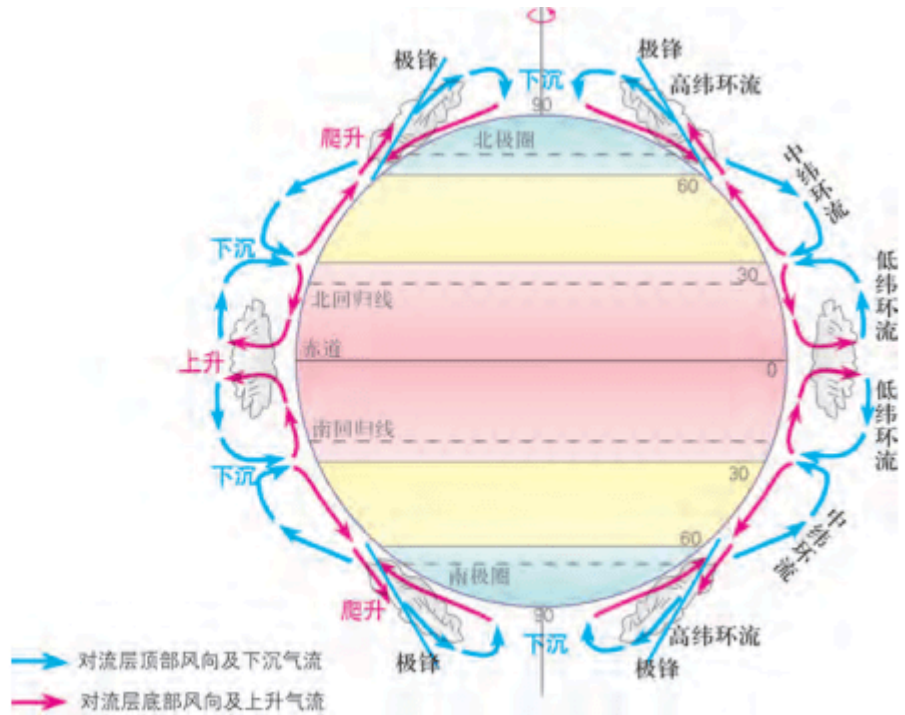 极锋
极锋
下沉
高纬环流
90
爬升
北极圈
中纬环流
60
下沉
30
低纬环流
北回归线
赤道
上升
0
低纬环流
南回归线
下沉
30
中纬环流
60
南极圈
爬升
90
下沉
高纬环流
极锋
极锋
对流层顶部风向及下沉气流
对流层底部风向及上升气流